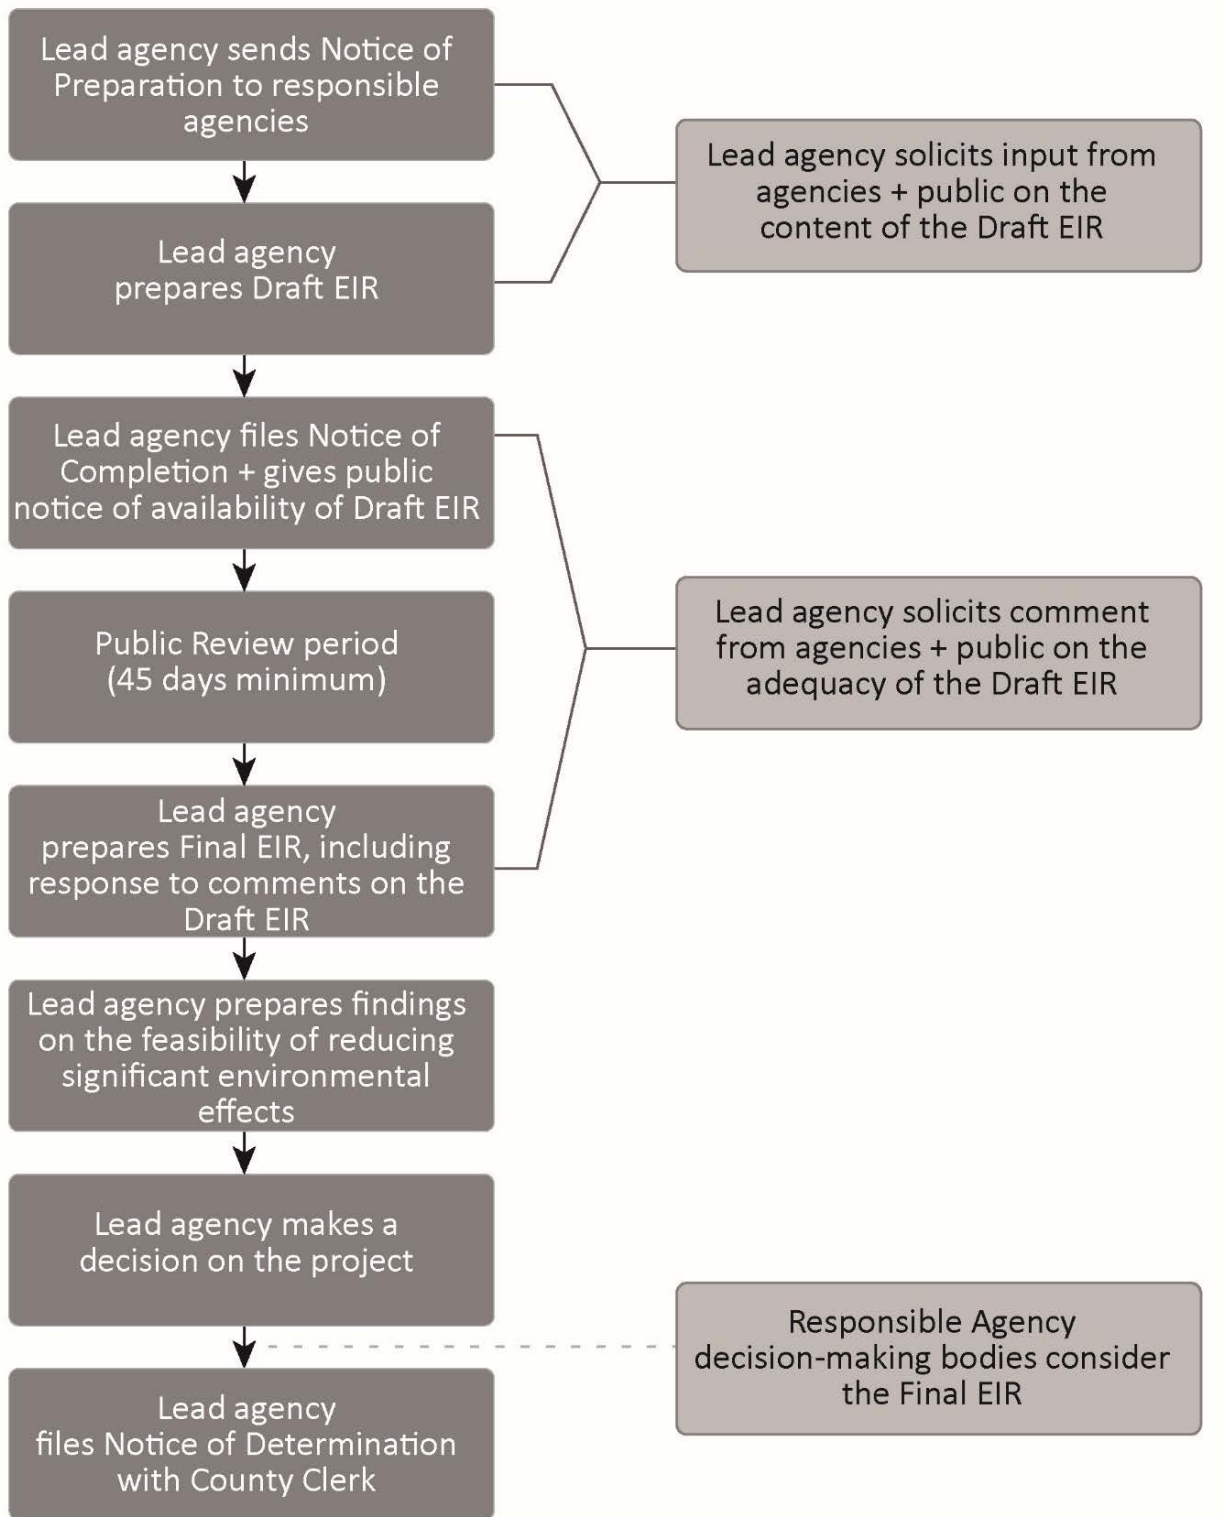 Lead agency sends Notice of
Preparation to responsible
agencies
Lead agency solicits input from
agencies + public on the
content of the Draft EIR
Lead agency
prepares Draft EIR
Lead agency files Notice of
Completion + gives public
notice of availability of Draft EIR
Public Review period
(45 days minimum)
Lead agency solicits comment
from agencies + public on the
adequacy of the Draft EIR
Lead agency
prepares Final EIR, including
response to comments on the
Draft EIR
Lead agency prepares findings
on the feasibility of reducing
significant environmental
effects
Lead agency makes a
decision on the project
Responsible Agency
decision-making bodies consider
the Final EIR
Lead agency
files Notice of Determination
with County Clerk